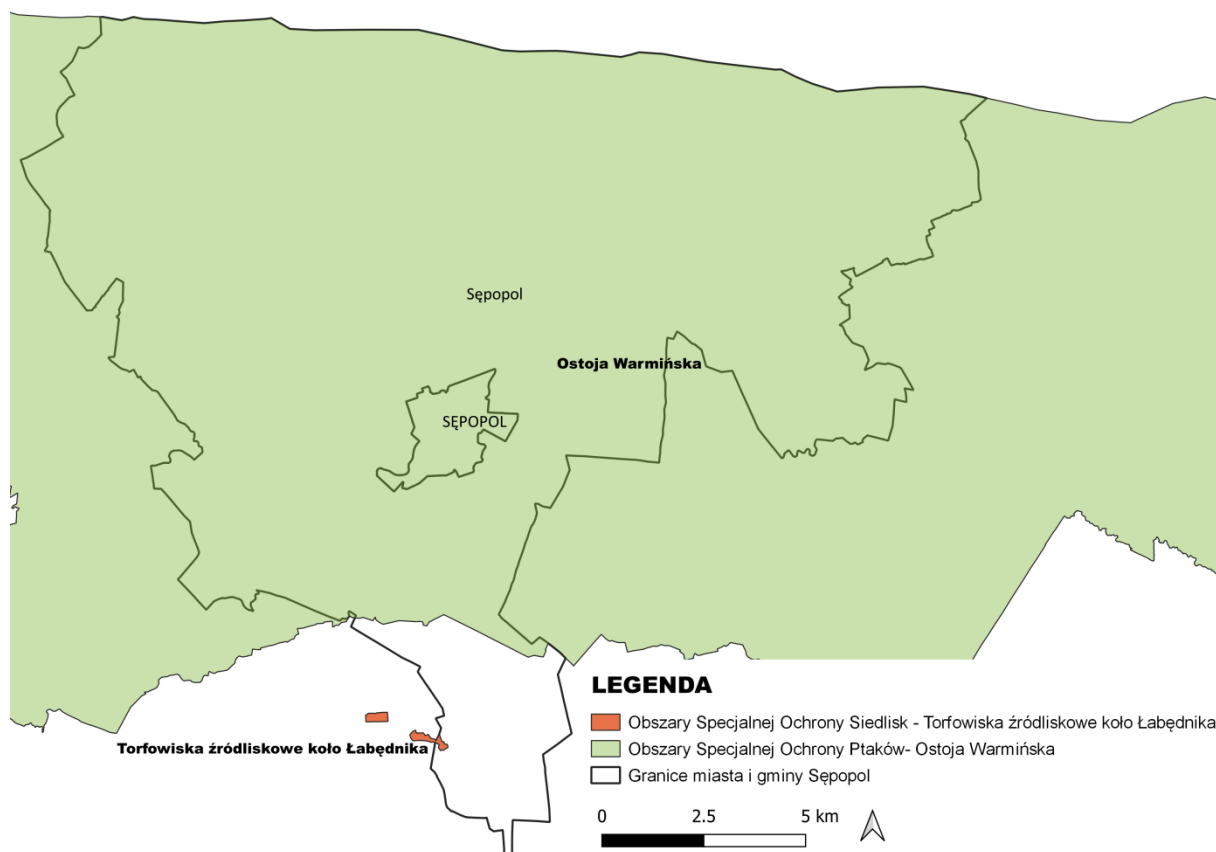 Sępopol
Ostoja Warmińska
SĘPOPOL
Torfowiska źródliskowe koło Łabędnika
LEGENDA
Obszary Specjalnej Ochrony Siedlisk - Torfowiska źródliskowe koło Łabędnika
Obszary Specjalnej Ochrony Ptaków- Ostoja Warmińska
Granice miasta i gminy Sępopol
0 2.5 5 km